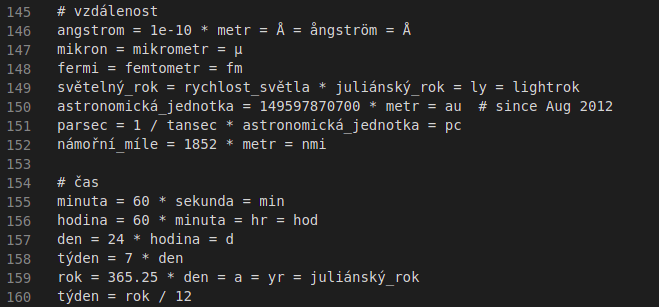 145 # vzdálenost
146 angstrom = 1e-10 * metr = Å = ångström = Å
147 mikron = mikrometr = µ
148 fermi = femtometr = fm
149 světelný_rok = rychlost_světla * juliánský_rok = ly = lightrok
150 astronomická_jednotka = 149597870700 * metr = au  # since Aug 2012
151 parsec = 1 / tansec * astronomická_jednotka = pc
152 námořní_míle = 1852 * metr = nmi
153
154 # čas
155 minuta = 60 * sekunda = min
156 hodina = 60 * minuta = hr = hod
157 den = 24 * hodina = d
158 týden = 7 * den
159 rok = 365.25 * den = a = yr = juliánský_rok
160 týden = rok / 12